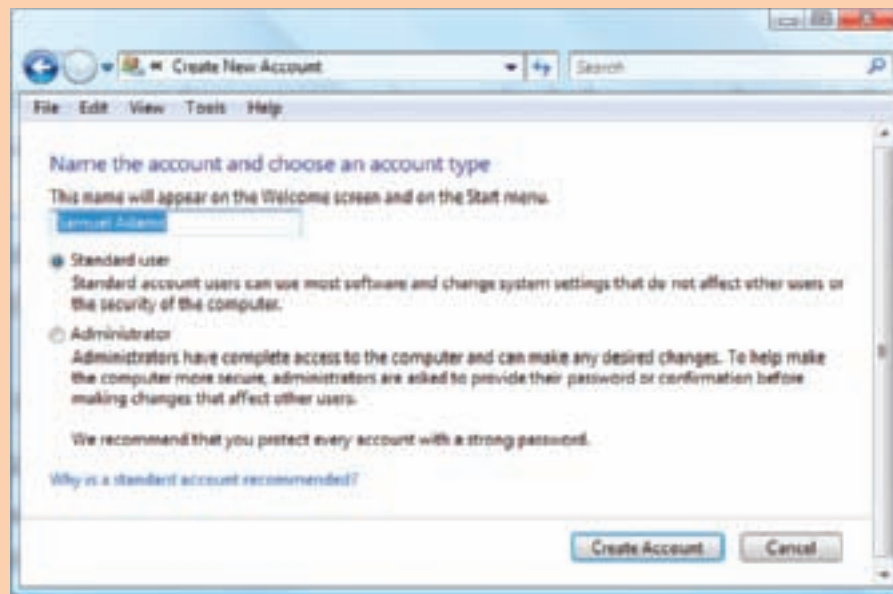 « Create New Account
Search
File Edit View Tools Help
Name the account and choose an account type
This name will appear on the Welcome screen and on the Start menu.
Samuel Adams
Standard user
Standard account users can use most software and change system settings that do not affect other users or
the security of the computer.
Administrator
Administrators have complete access to the computer and can make any desired changes. To help make
the computer more secure, administrators are asked to provide their password or confirmation before
making changes that affect other users.
We recommend that you protect every account with a strong password.
Why is a standard account recommended?
Create Account Cancel